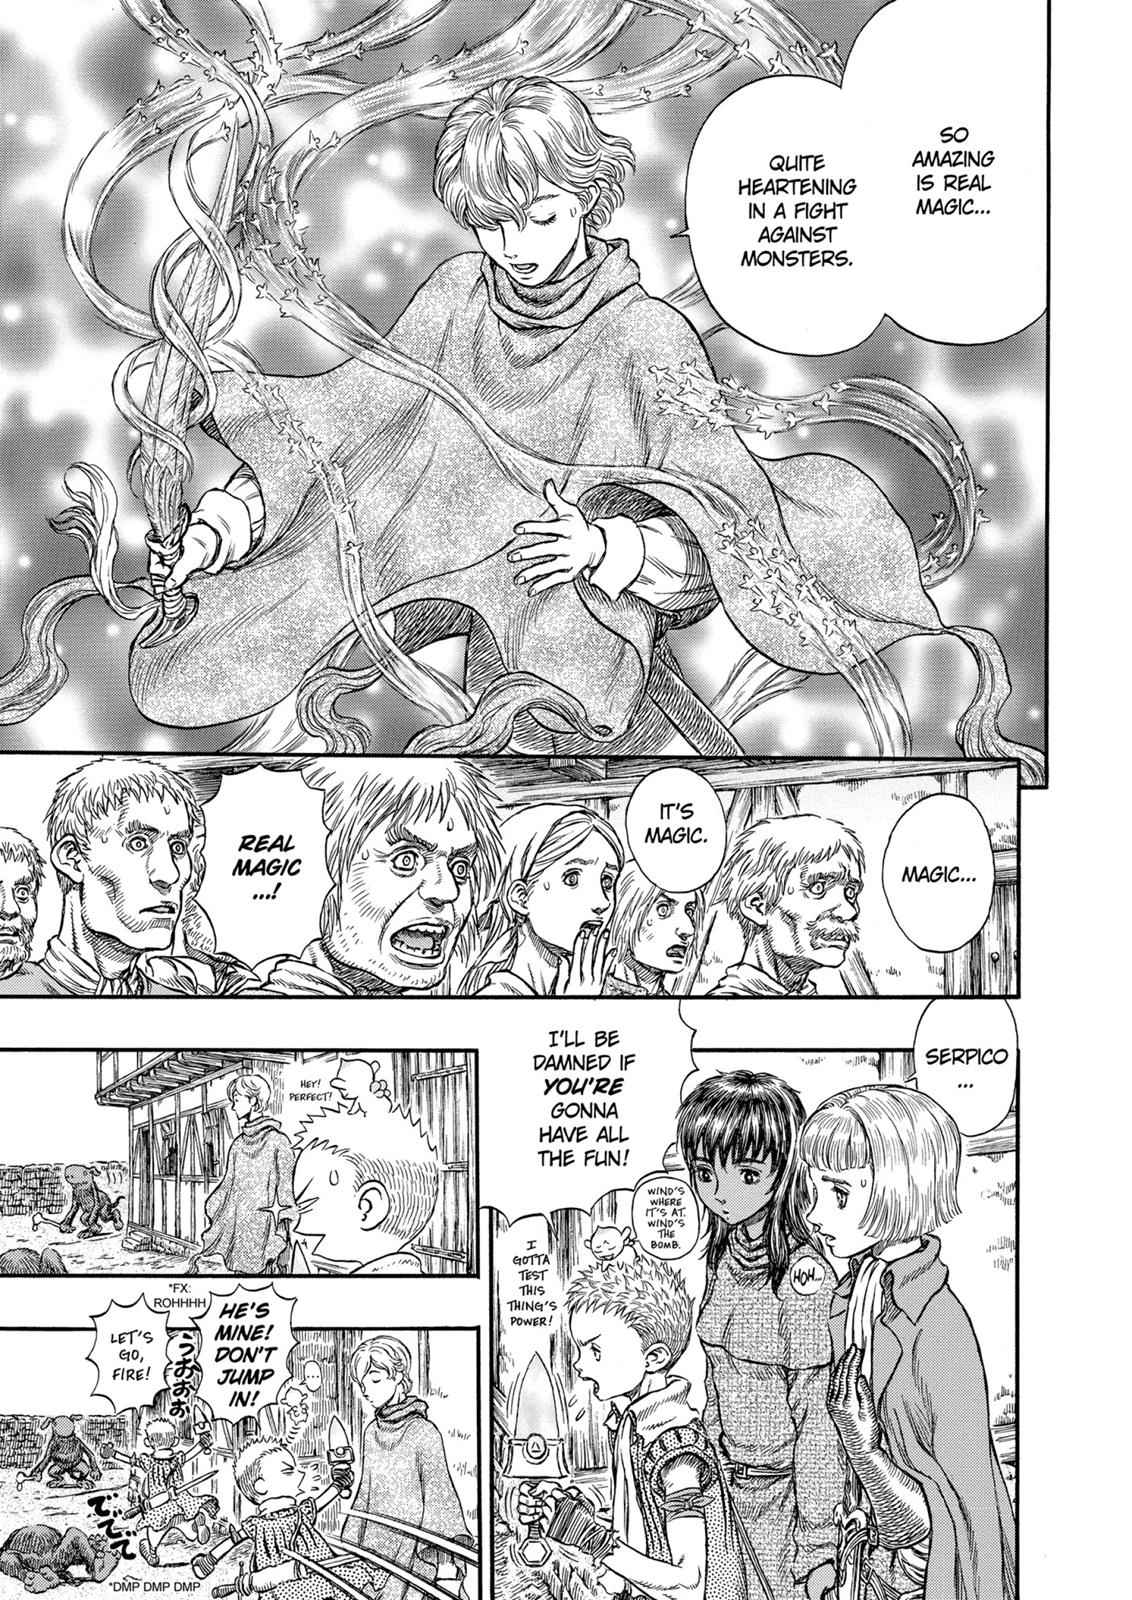 SO
AMAZING
IS REAL
MAGIC...
QUITE
HEARTENING
IN A FIGHT
AGAINST
MONSTERS.
MAGIC...
IT'S
MAGIC.
REAL
MAGIC
...!
SERPICO
...
I'LL BE
DAMNED IF
YOU'RE
GONNA
HAVE ALL
THE FUN!
WIND'S
WHERE
IT'S AT.
WIND'S
THE
BOMB.
HOH...
I
GOTTA
TEST
THIS
THING'S
POWER!
HEY!
PERFECT?
HE'S
MINE!
DON'T
JUMP
IN!
...
*FX:
ROHHHH
うおぉぉ
LET'S
GO,
FIRE!
でででで
*DMP DMP DMP